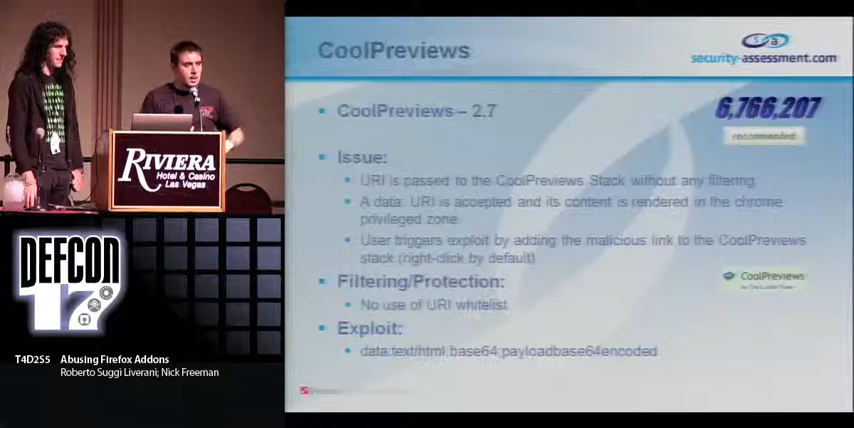 CoolPreviews
security-assessment.com
CoolPreviews – 2.7
6,766,207
recommended
Issue:
URI is passed to the CoolPreviews Stack without any filtering
A data: URI is accepted and its content is rendered in the chrome
privileged zone.
User triggers exploit by adding the malicious link to the CoolPreviews
stack (right-click by default)
Filtering/Protection:
CoolPreviews
No use of URI whitelist
Exploit:
data:text/html;base64;payloadbase64encoded
RIVIERA
Hotel & Casino
Las Vegas
DEFCON
17
T4D2S5 Abusing Firefox Addons
Roberto Suggi Liverani; Nick Freeman